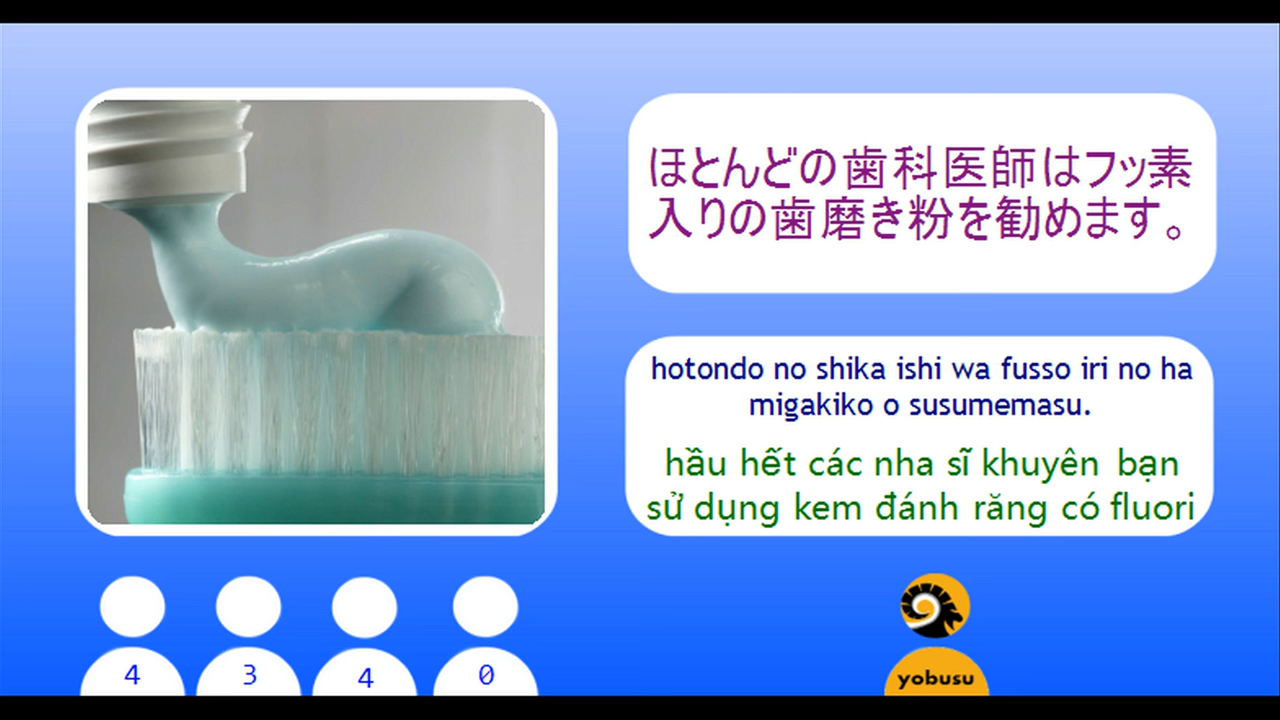 ほとんどの歯科医師はフッ素
入りの歯磨き粉を勧めます。
hotondo no shika ishi wa fusso iri no ha
migakiko o susumemasu.
hầu hết các nha sĩ khuyên bạn
sử dụng kem đánh răng có fluori
4 3 4 0
yobusu